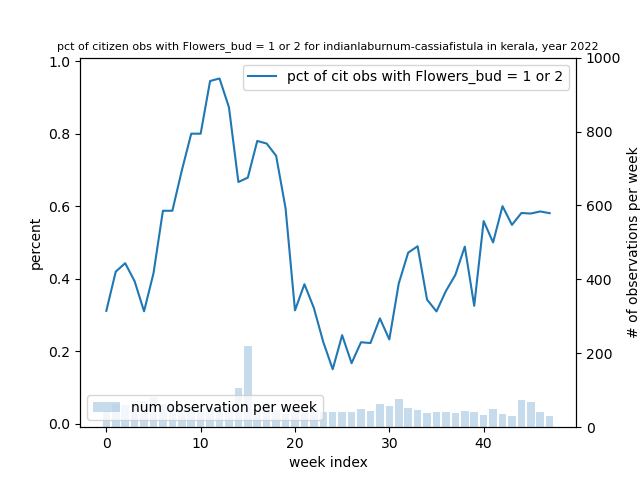 pct of citizen obs with Flowers_bud = 1 or 2 for indianlaburnum-cassiafistula in kerala, year 2022
pct of cit obs with Flowers_bud = 1 or 2
num observation per week
percent
# of observations per week
week index
1.0
0.8
0.6
0.4
0.2
0.0
1000
800
600
400
200
0
0
10
20
30
40